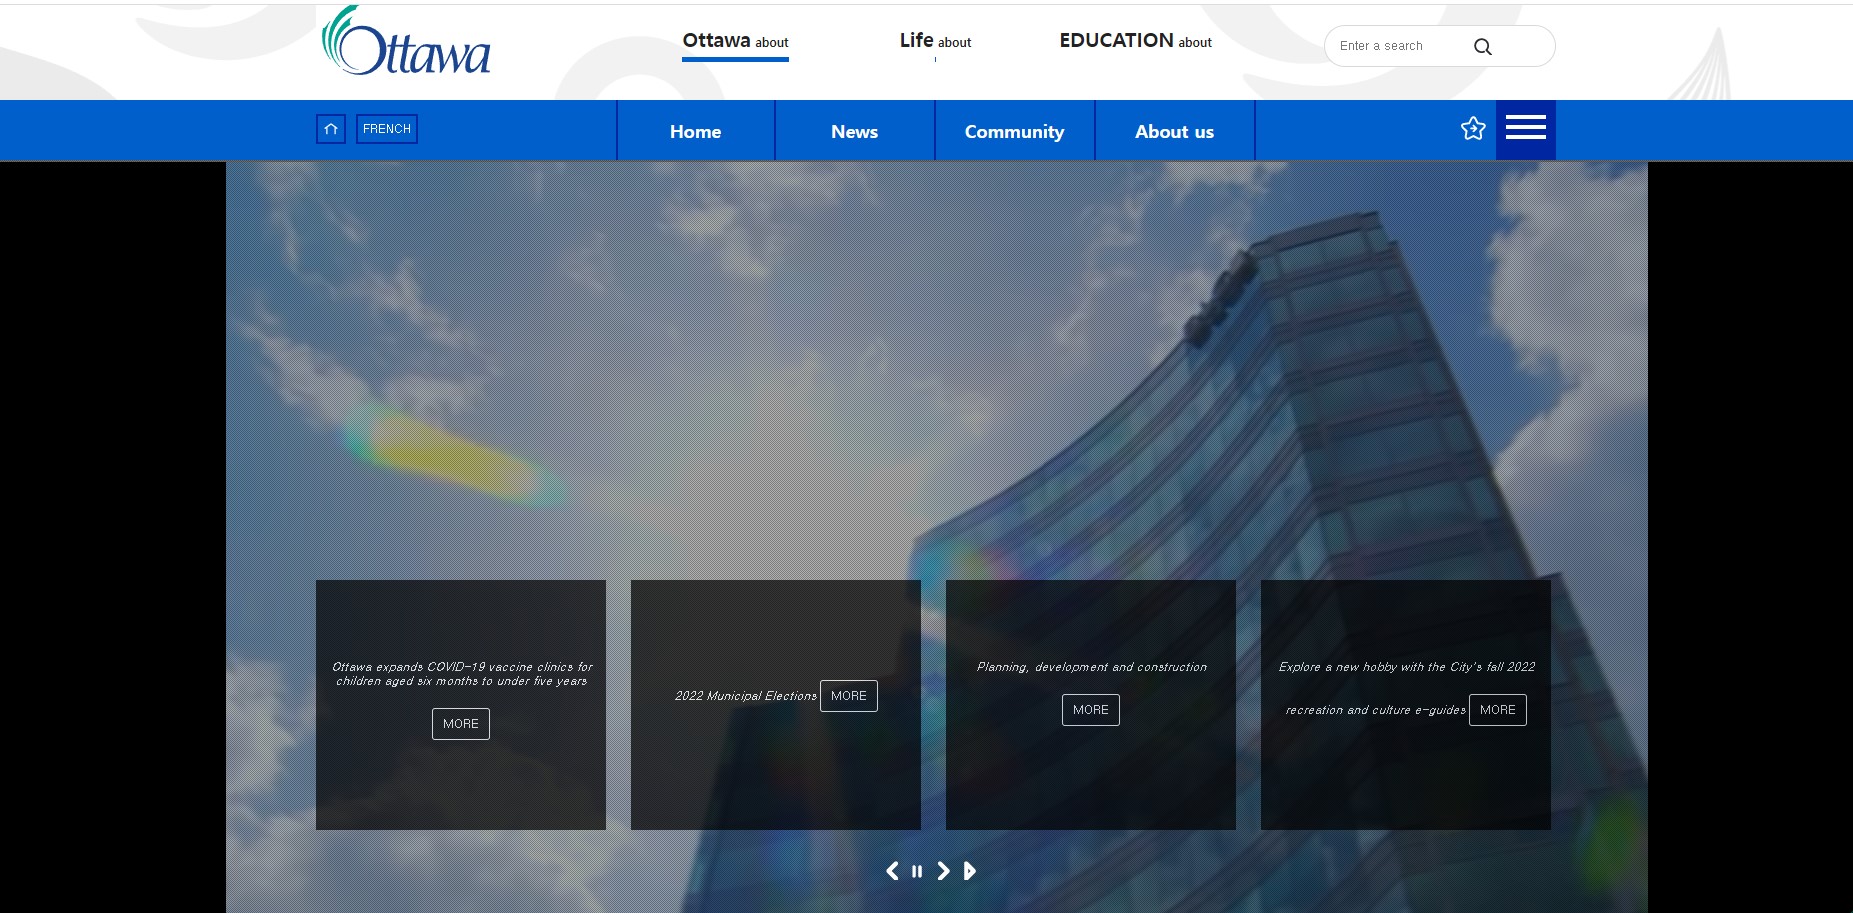 Ottawa
Ottawa about
Life about
EDUCATION about
Enter a search
FRENCH
Home
News
Community
About us
Ottawa expands COVID-19 vaccine clinics for
children aged six months to under five years
MORE
2022 Municipal Elections MORE
Planning, development and construction
MORE
Explore a new hobby with the City's fall 2022
recreation and culture e-guides MORE